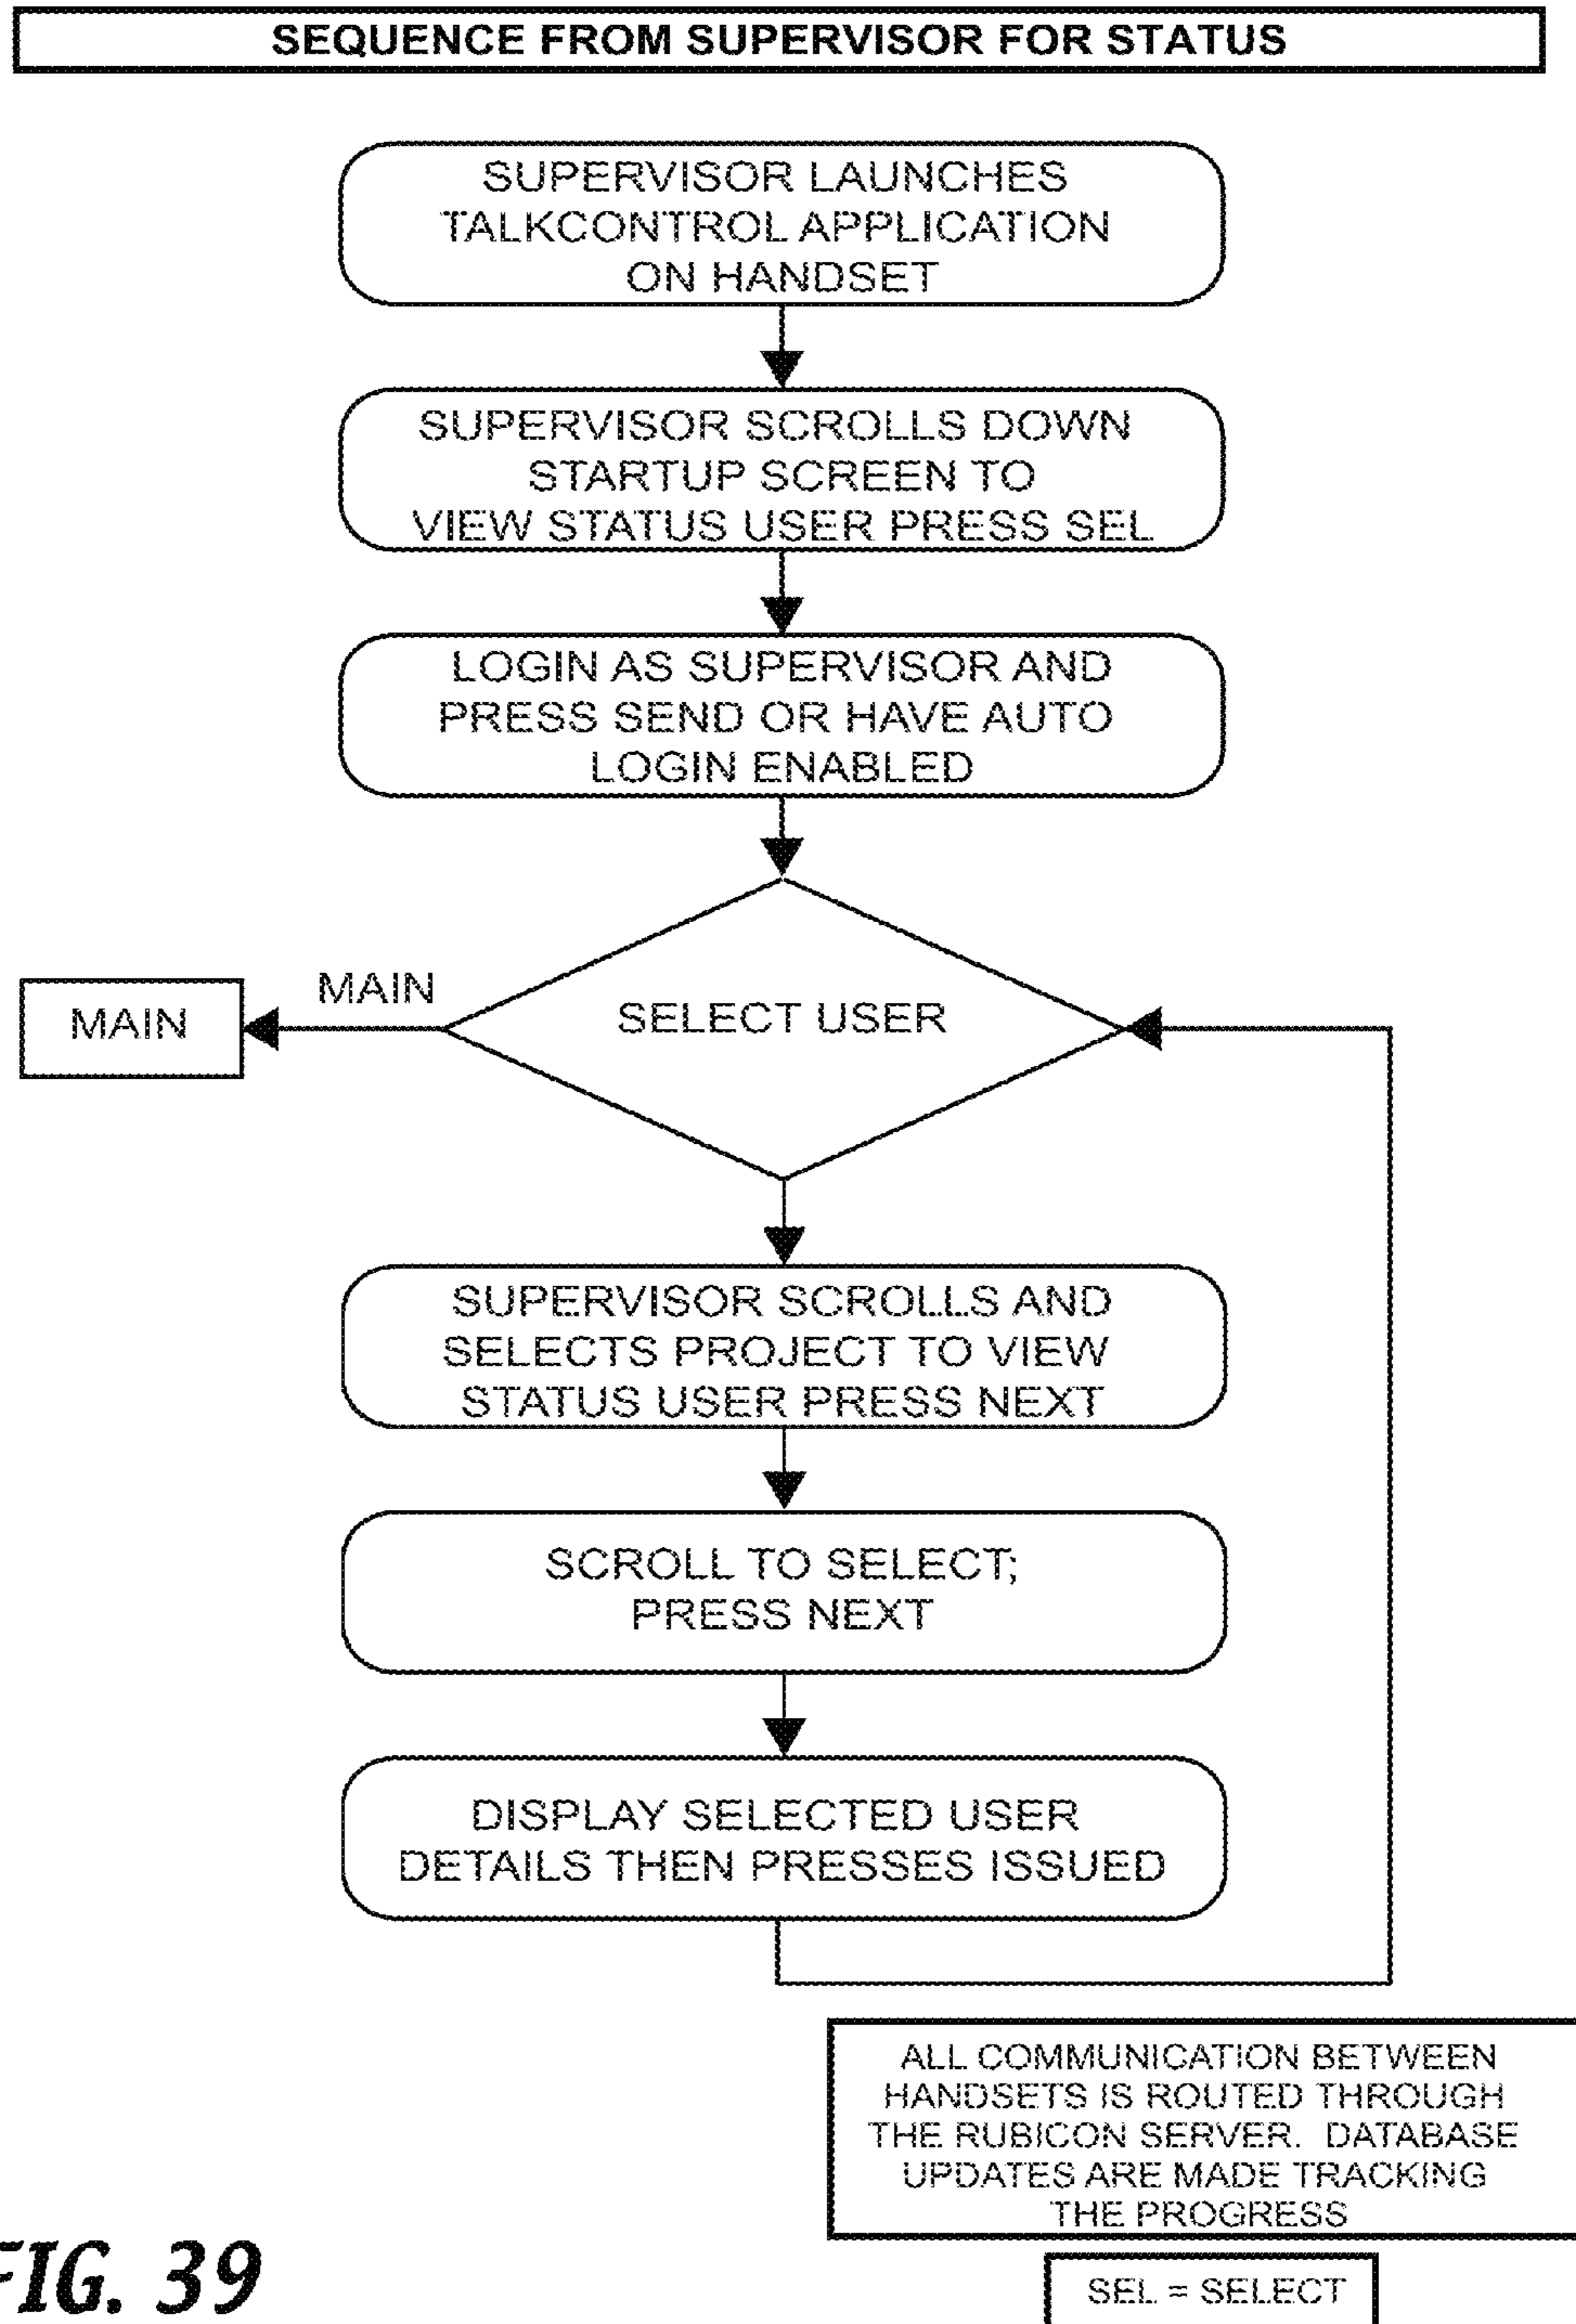 SEQUENCE FROM SUPERVISOR FOR STATUS
SUPERVISOR LAUNCHES
TALKCONTROL APPLICATION
ON HANDSET
SUPERVISOR SCROLLS DOWN
STARTUP SCREEN TO
VIEW STATUS USER PRESS SEL
LOGIN AS SUPERVISOR AND
PRESS SEND OR HAVE AUTO
LOGIN ENABLED
MAIN
MAIN
SELECT USER
SUPERVISOR SCROLLS AND
SELECTS PROJECT TO VIEW
STATUS USER PRESS NEXT
SCROLL TO SELECT;
PRESS NEXT
DISPLAY SELECTED USER
DETAILS THEN PRESSES ISSUED
ALL COMMUNICATION BETWEEN
HANDSETS IS ROUTED THROUGH
THE RUBICON SERVER. DATABASE
UPDATES ARE MADE TRACKING
THE PROGRESS
FIG. 39
SEL = SELECT